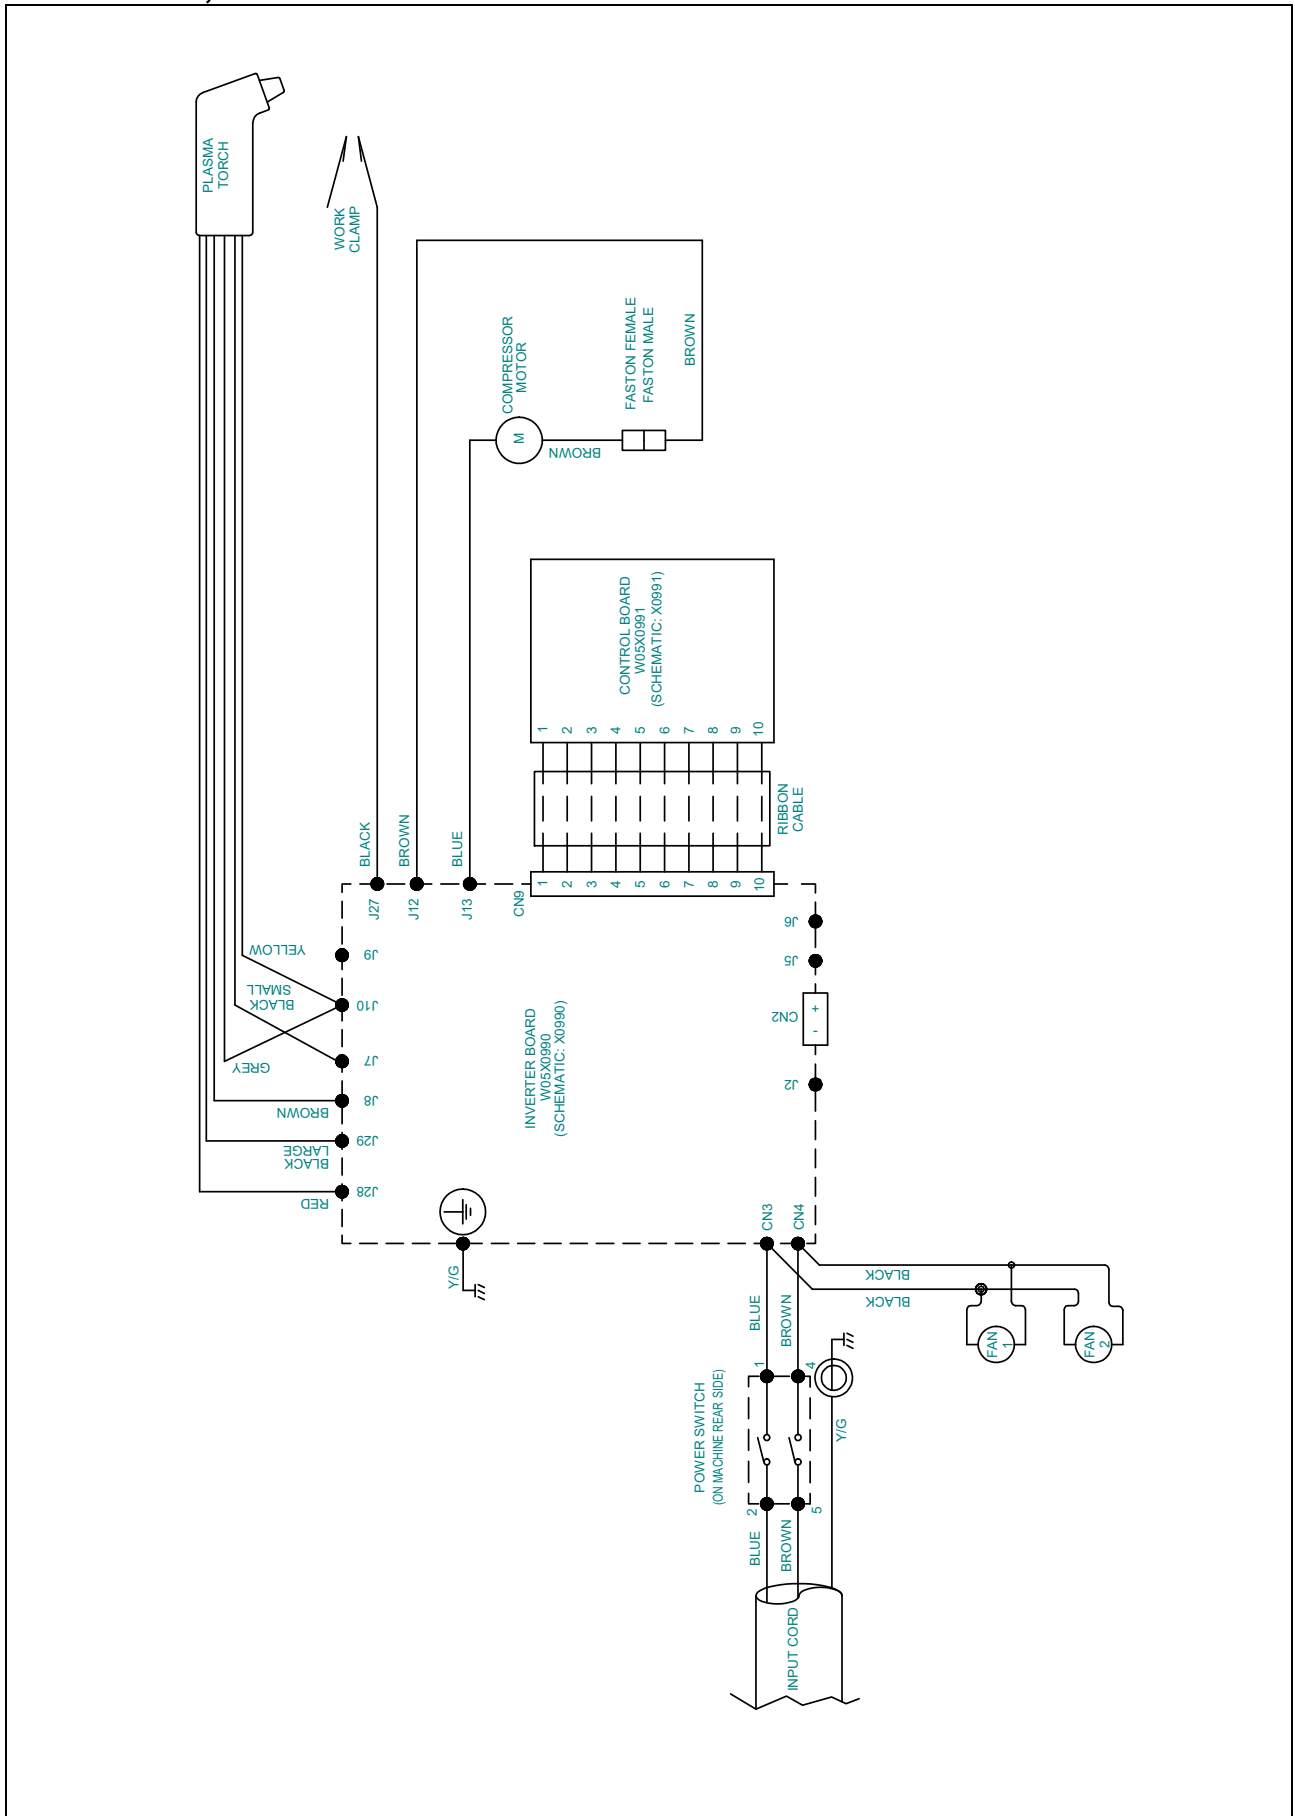 PLASMA
TORCH
WORK
CLAMP
COMPRESSOR
MOTOR
M
BROWN
FASTON FEMALE
FASTON MALE
BROWN
CONTROL BOARD
W05X0991
(SCHEMATIC: X0991)
1
2
3
4
5
6
7
8
9
10
RIBBON
CABLE
BLACK
BROWN
BLUE
J27
J12
J13
CN9
1
2
3
4
5
6
7
8
9
10
YELLOW
J9
SMALL
BLACK
J10
GREY
J7
BROWN
J8
LARGE
BLACK
J29
RED
J28
J6
J5
CN2
+
-
J2
INVERTER BOARD
W05X0990
(SCHEMATIC: X0990)
Y/G
CN3
CN4
BLACK
BLACK
FAN
1
FAN
2
BLUE
BROWN
1
4
POWER SWITCH
(ON MACHINE REAR SIDE)
Y/G
2
5
BLUE
BROWN
INPUT CORD